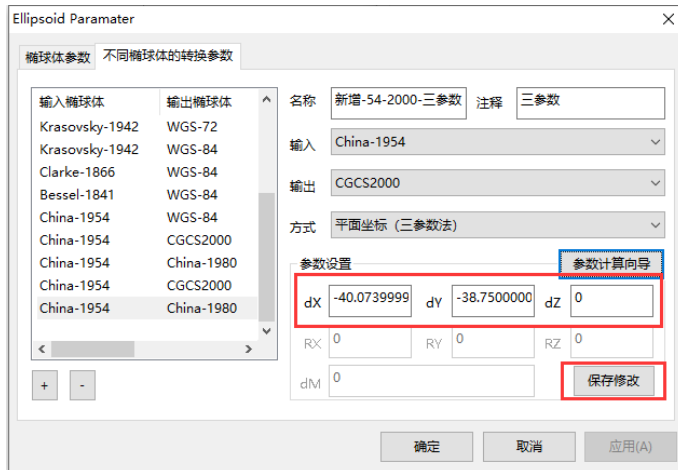 Ellipsoid Paramater
椭球体参数 不同椭球体的转换参数
输入椭球体 输出椭球体
Krasovsky-1942 WGS-72
Krasovsky-1942 WGS-84
Clarke-1866 WGS-84
Bessel-1841 WGS-84
China-1954 WGS-84
China-1954 CGCS2000
China-1954 China-1980
China-1954 CGCS2000
China-1954 China-1980
+ -
名称 新增-54-2000-三参数 注释 三参数
输入 China-1954
输出 CGCS2000
方式 平面坐标（三参数法）
参数设置 参数计算向导
dX -40.0739999 dY -38.7500000 dZ 0
RX 0 RY 0 RZ 0
dM 0 保存修改
确定 取消 应用(A)